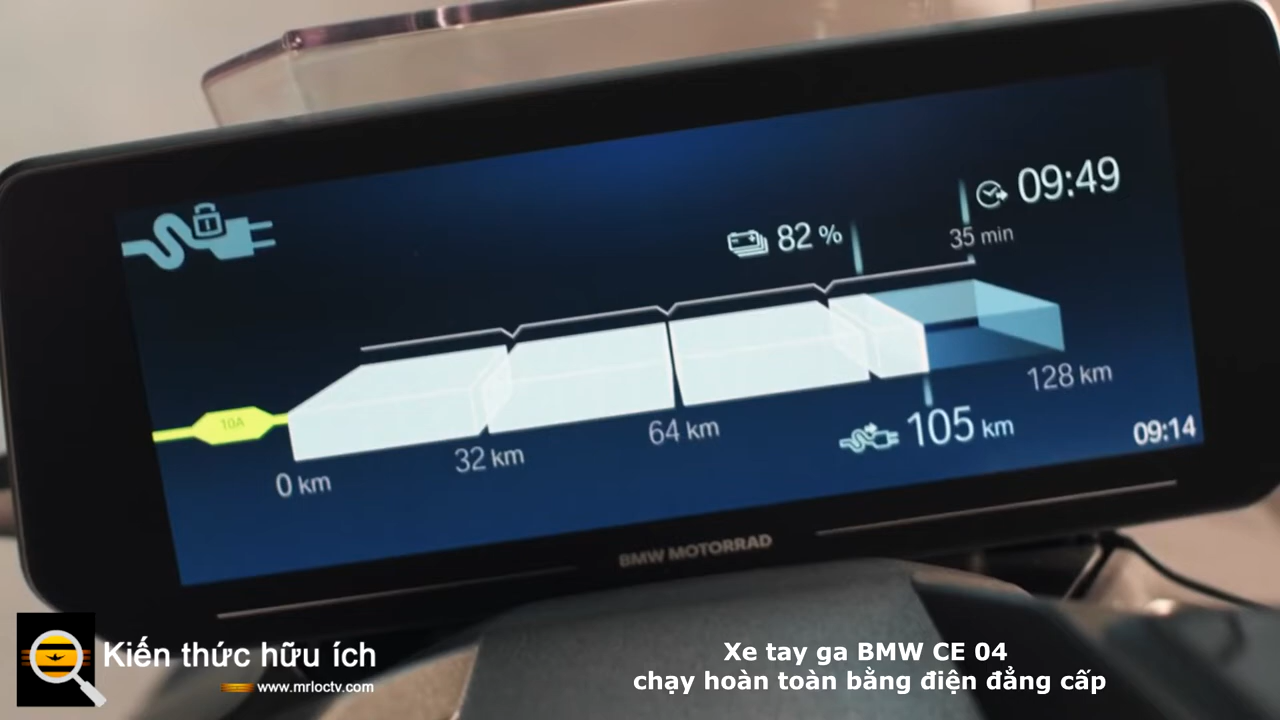 09:49
82 %
35 min
10A
128 km
64 km
105 km
32 km
09:14
0 km
BMW MOTORRAD
Kiến thức hữu ích
www.mrloctv.com
Xe tay ga BMW CE 04
chạy hoàn toàn bằng điện đẳng cấp